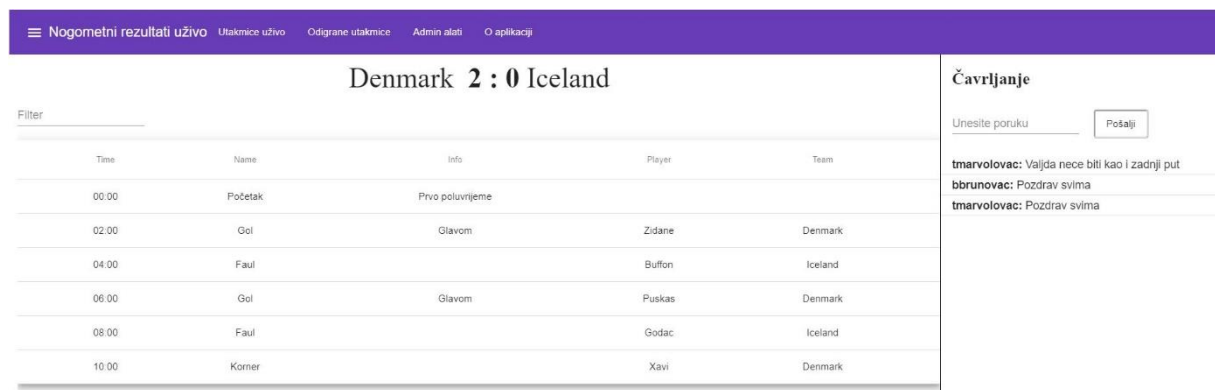 Nogometni rezultati uživo Utakmice uživo Odigrane utakmice Admin alati O aplikaciji
Denmark 2 : 0 Iceland
Filter
Time Name Info Player Team
00:00 Početak Prvo poluvrijeme
02:00 Gol Glavom Zidane Denmark
04:00 Faul Buffon Iceland
06:00 Gol Glavom Puskas Denmark
08:00 Faul Godac Iceland
10:00 Korner Xavi Denmark
Čavrljanje
Unesite poruku Pošalji
tmarvolovac: Valjda nece biti kao i zadnji put
bbrunovac: Pozdrav svima
tmarvolovac: Pozdrav svima